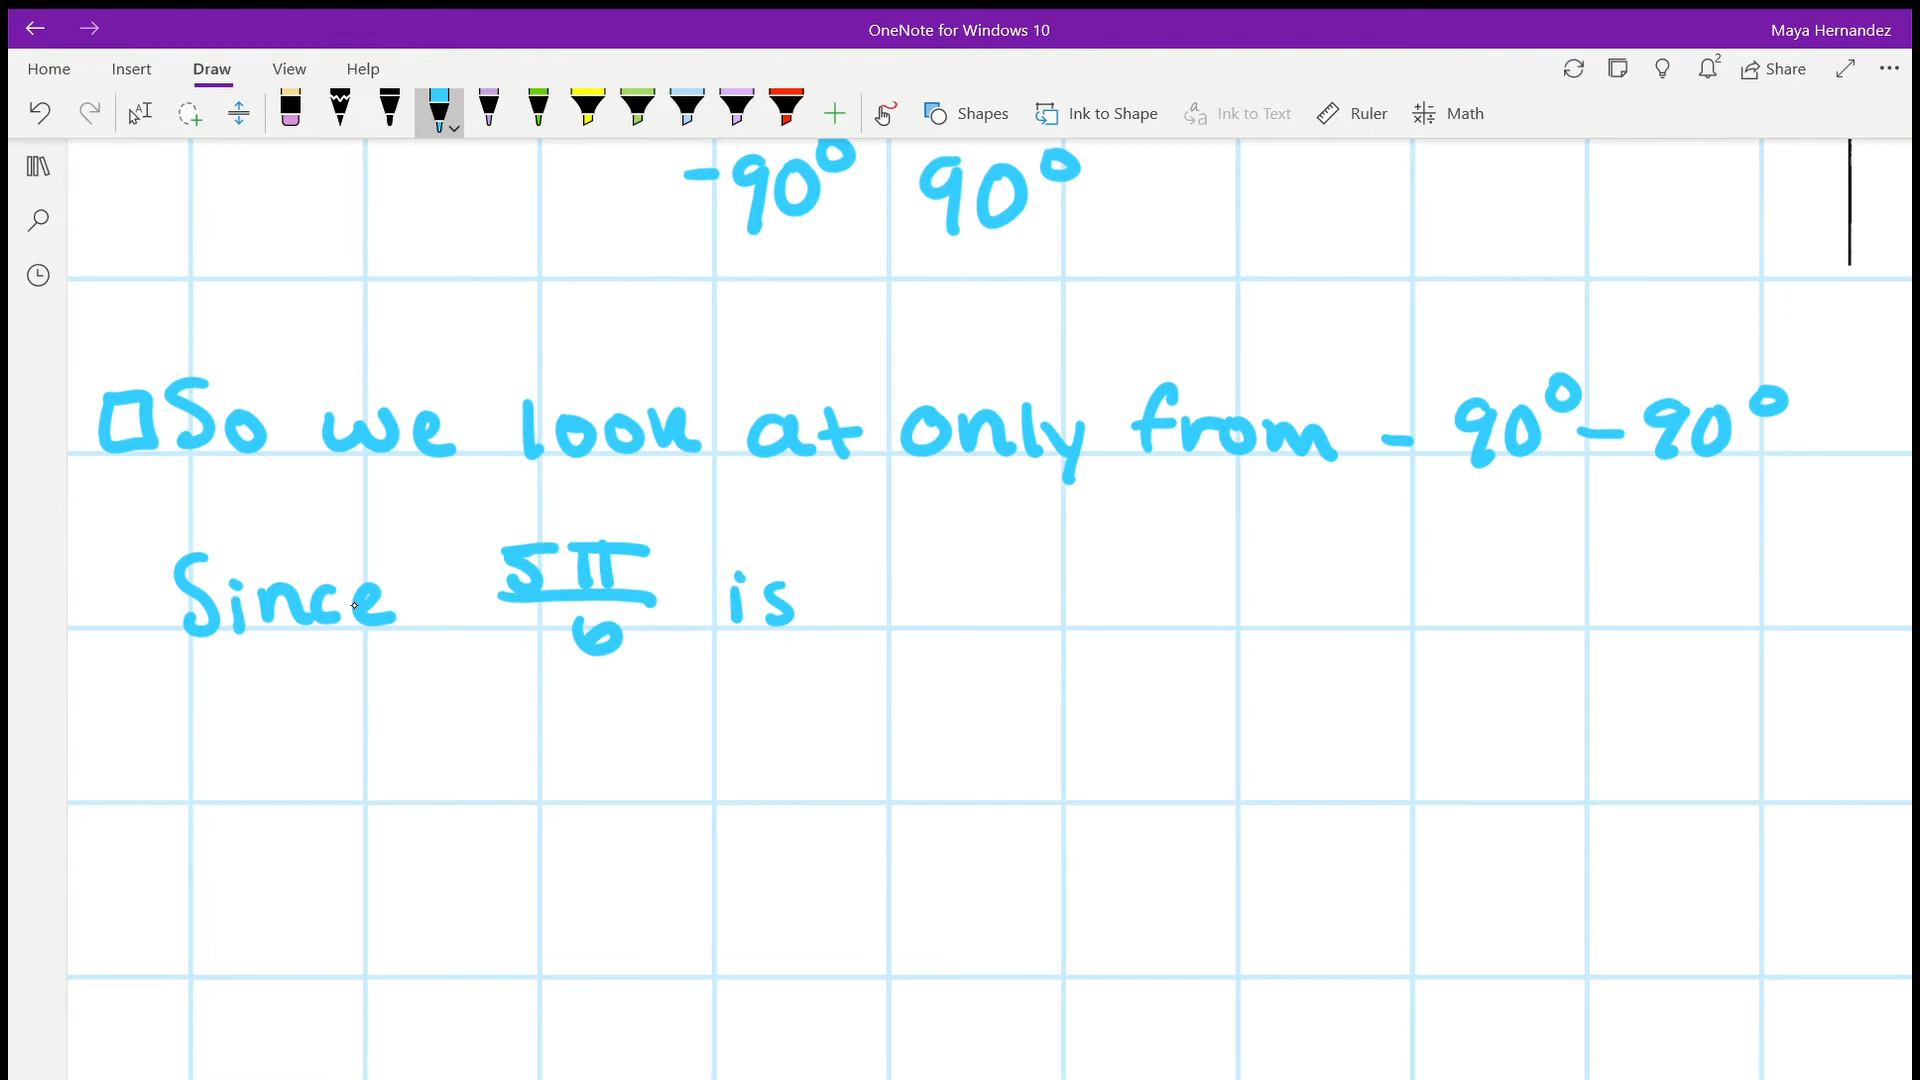 OneNote for Windows 10
Maya Hernandez
Home Insert Draw View Help
2 Share
Shapes Ink to Shape Ink to Text Ruler Math
-90° 90°
So we look at only from -90°-90°
Since 5π/6 is